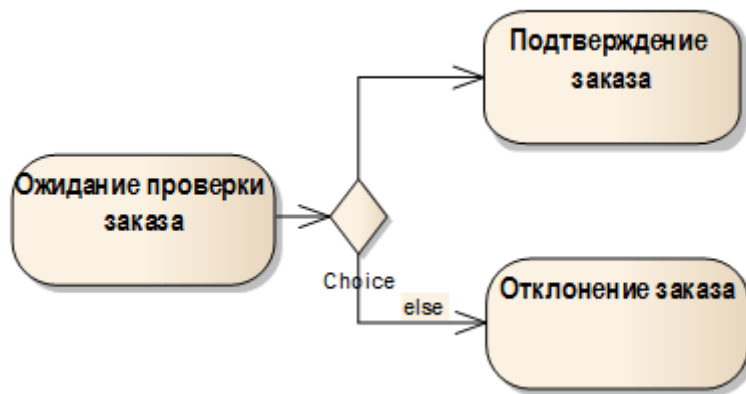 Подтверждение
заказа
Ожидание проверки
заказа
Choice
else
Отклонение заказа